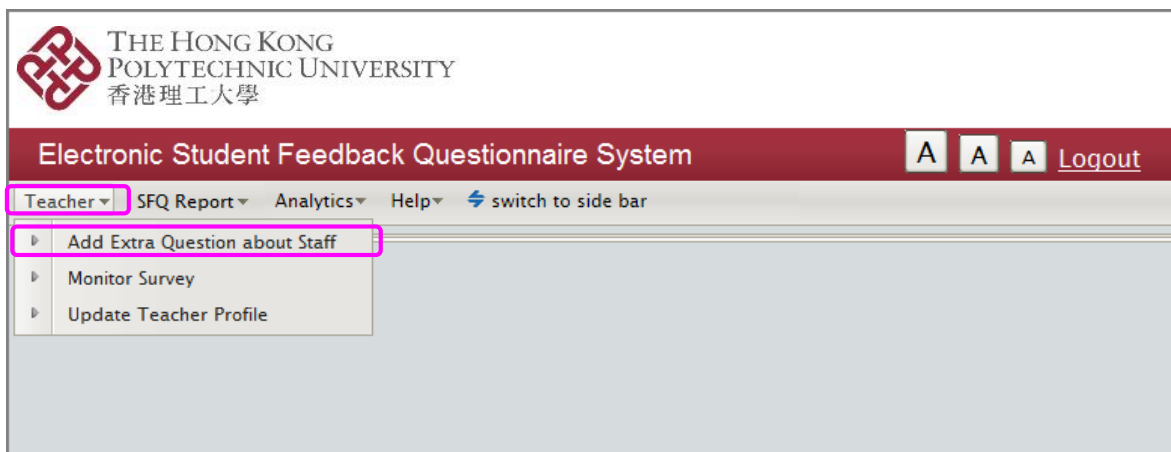 THE HONG KONG
POLYTECHNIC UNIVERSITY
香港理工大學
Electronic Student Feedback Questionnaire System A A A Logout
Teacher SFQ Report Analytics Help switch to side bar
Add Extra Question about Staff
Monitor Survey
Update Teacher Profile